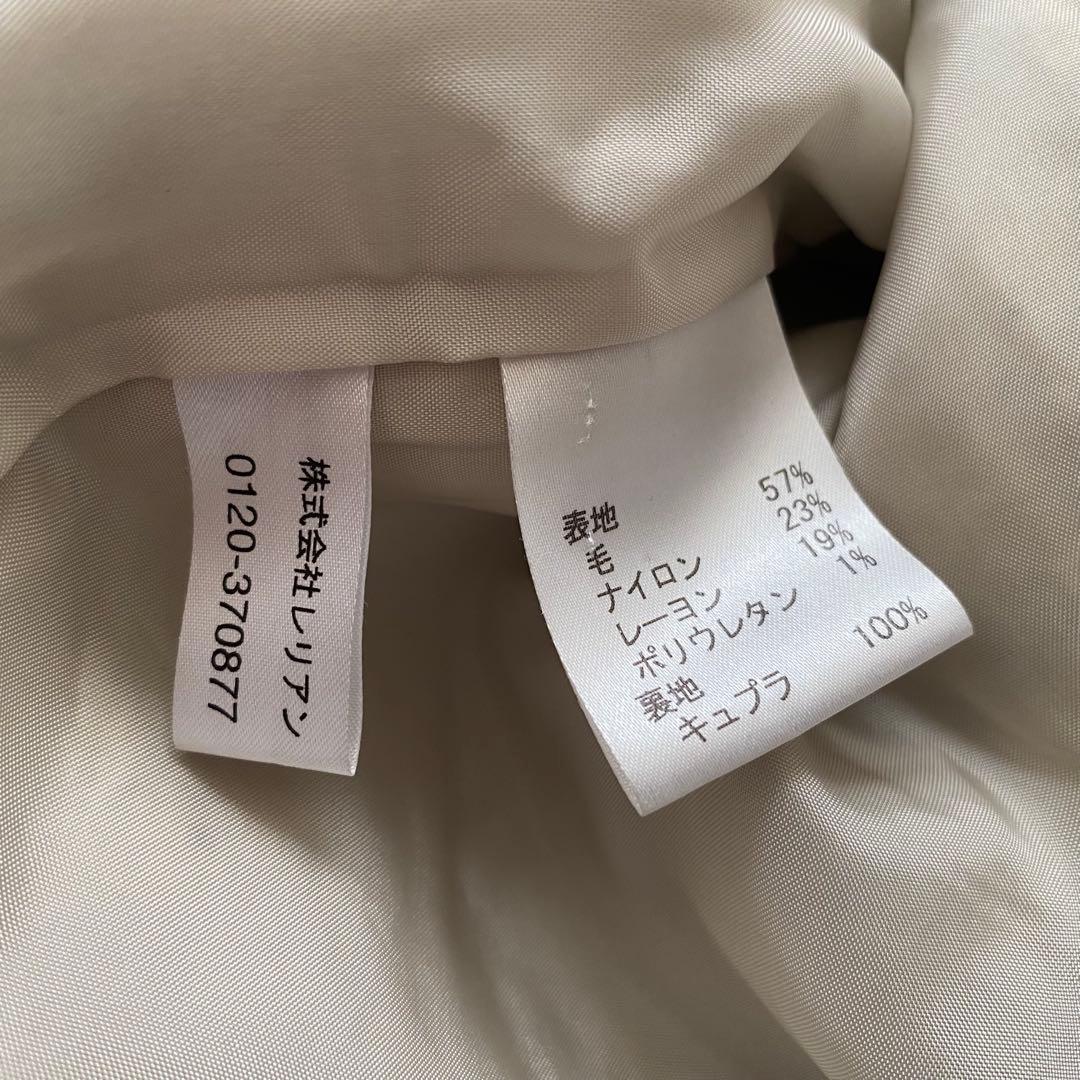 株式会社レリアン
0120-370877
表地
毛 57%
ナイロン 23%
レーヨン 19%
ポリウレタン 1%
裏地
キュプラ 100%